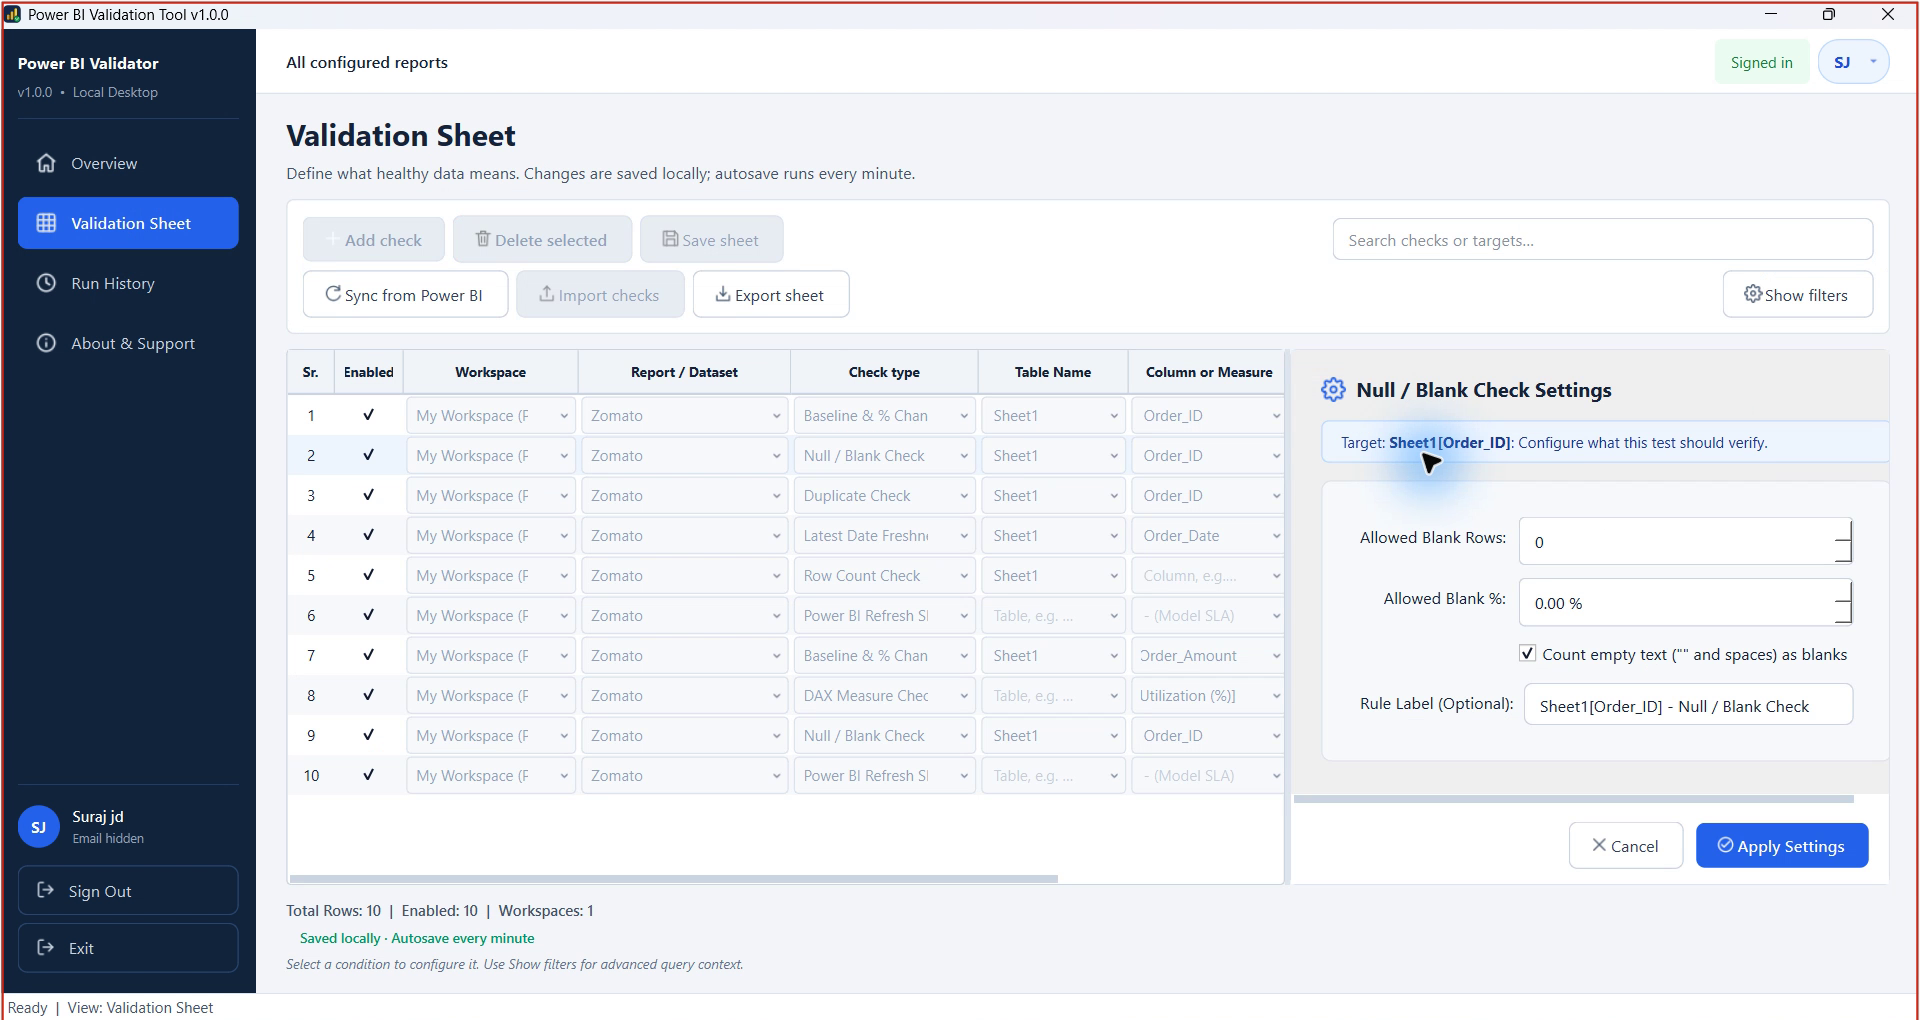 Power BI Validation Tool v1.0.0
Power BI Validator
v1.0.0 • Local Desktop
Overview
Validation Sheet
Run History
About & Support
SJ
Suraj jd
Email hidden
Sign Out
Exit
All configured reports
Signed in
SJ
Validation Sheet
Define what healthy data means. Changes are saved locally; autosave runs every minute.
+ Add check
Delete selected
Save sheet
Search checks or targets...
Sync from Power BI
Import checks
Export sheet
Show filters
Sr. Enabled Workspace Report / Dataset Check type Table Name Column or Measure
1 ✓ My Workspace (F Zomato Baseline & % Chan Sheet1 Order_ID
2 ✓ My Workspace (F Zomato Null / Blank Check Sheet1 Order_ID
3 ✓ My Workspace (F Zomato Duplicate Check Sheet1 Order_ID
4 ✓ My Workspace (F Zomato Latest Date Freshne Sheet1 Order_Date
5 ✓ My Workspace (F Zomato Row Count Check Sheet1 Column, e.g....
6 ✓ My Workspace (F Zomato Power BI Refresh Sl Table, e.g. ... - (Model SLA)
7 ✓ My Workspace (F Zomato Baseline & % Chan Sheet1 Order_Amount
8 ✓ My Workspace (F Zomato DAX Measure Chec Table, e.g. ... Utilization (%)]
9 ✓ My Workspace (F Zomato Null / Blank Check Sheet1 Order_ID
10 ✓ My Workspace (F Zomato Power BI Refresh Sl Table, e.g. ... - (Model SLA)
Null / Blank Check Settings
Target: Sheet1[Order_ID]: Configure what this test should verify.
Allowed Blank Rows: 0
Allowed Blank %: 0.00 %
✓ Count empty text ("" and spaces) as blanks
Rule Label (Optional): Sheet1[Order_ID] - Null / Blank Check
Cancel
Apply Settings
Total Rows: 10 | Enabled: 10 | Workspaces: 1
Saved locally · Autosave every minute
Select a condition to configure it. Use Show filters for advanced query context.
Ready | View: Validation Sheet